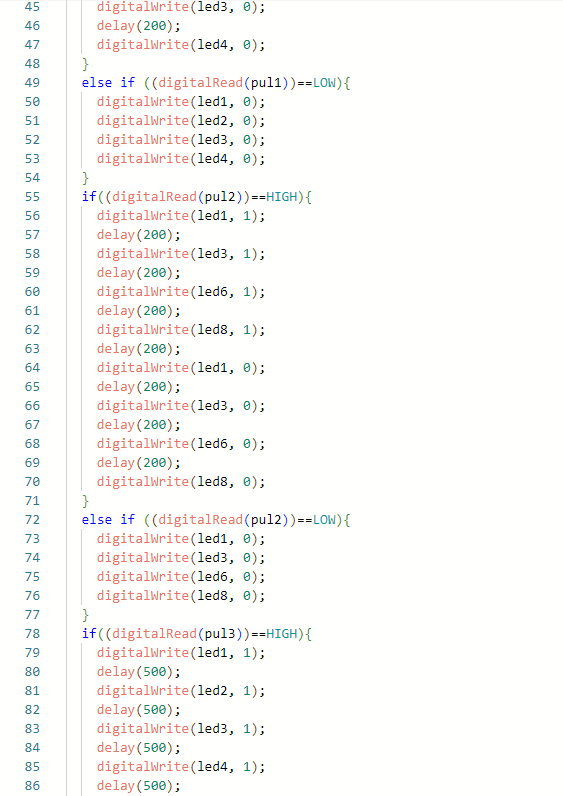 45 digitalWrite(led3, 0);
46 delay(200);
47 digitalWrite(led4, 0);
48 }
49 else if ((digitalRead(pul1))==LOW){
50 digitalWrite(led1, 0);
51 digitalWrite(led2, 0);
52 digitalWrite(led3, 0);
53 digitalWrite(led4, 0);
54 }
55 if((digitalRead(pul2))==HIGH){
56 digitalWrite(led1, 1);
57 delay(200);
58 digitalWrite(led3, 1);
59 delay(200);
60 digitalWrite(led6, 1);
61 delay(200);
62 digitalWrite(led8, 1);
63 delay(200);
64 digitalWrite(led1, 0);
65 delay(200);
66 digitalWrite(led3, 0);
67 delay(200);
68 digitalWrite(led6, 0);
69 delay(200);
70 digitalWrite(led8, 0);
71 }
72 else if ((digitalRead(pul2))==LOW){
73 digitalWrite(led1, 0);
74 digitalWrite(led3, 0);
75 digitalWrite(led6, 0);
76 digitalWrite(led8, 0);
77 }
78 if((digitalRead(pul3))==HIGH){
79 digitalWrite(led1, 1);
80 delay(500);
81 digitalWrite(led2, 1);
82 delay(500);
83 digitalWrite(led3, 1);
84 delay(500);
85 digitalWrite(led4, 1);
86 delay(500);